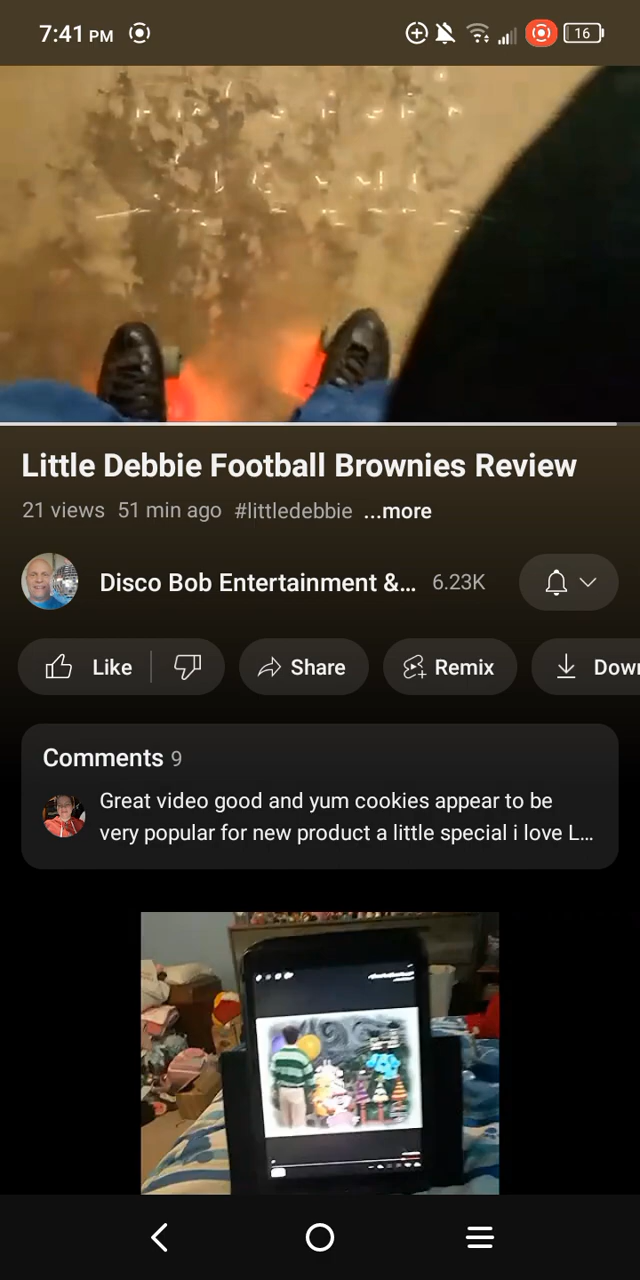 7:41 PM
16
Little Debbie Football Brownies Review
21 views 51 min ago #littledebbie ...more
Disco Bob Entertainment &... 6.23K
Like
Share
Remix
Down
Comments 9
Great video good and yum cookies appear to be
very popular for new product a little special i love L...